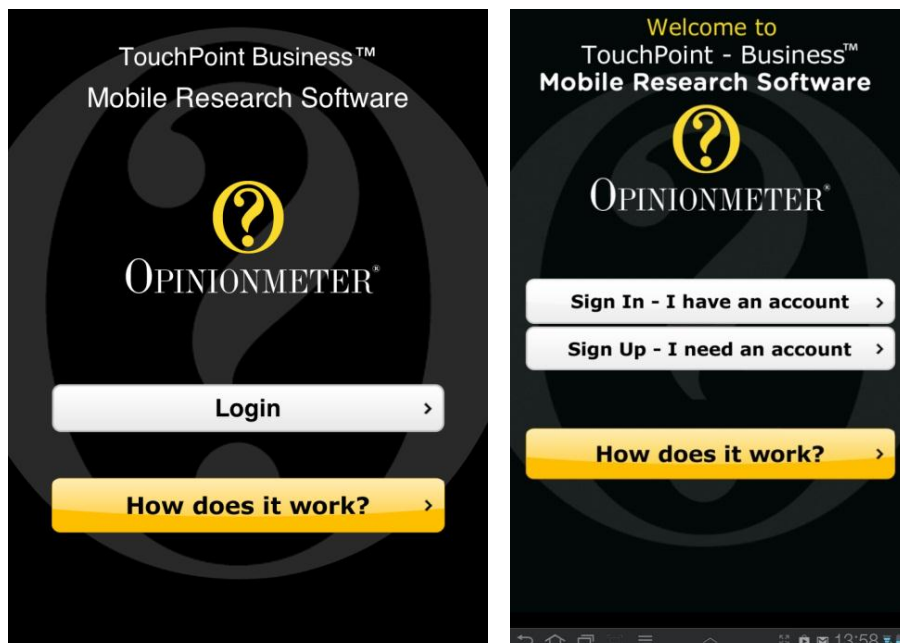 TouchPoint Business™
Mobile Research Software
OPINIONMETER®
Login
How does it work?
Welcome to
TouchPoint - Business™
Mobile Research Software
OPINIONMETER®
Sign In - I have an account
Sign Up - I need an account
How does it work?
13:58